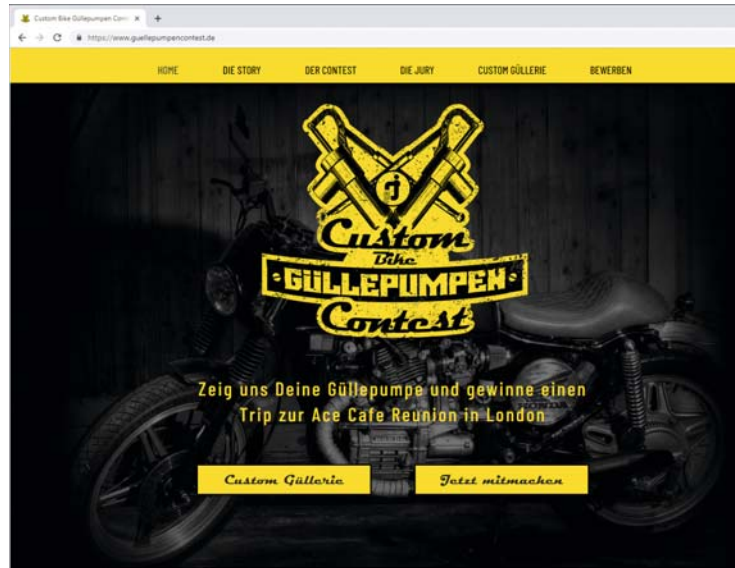 Custom Bike Güllepumpen Con
https://www.guellepumpencontest.de
HOME DIE STORY DER CONTEST DIE JURY CUSTOM GÜLLERIE BEWERBEN
Custom
Bike
GÜLLEPUMPEN
Contest
Zeig uns Deine Güllepumpe und gewinne einen
Trip zur Ace Cafe Reunion in London
Custom Güllerie Jetzt mitmachen